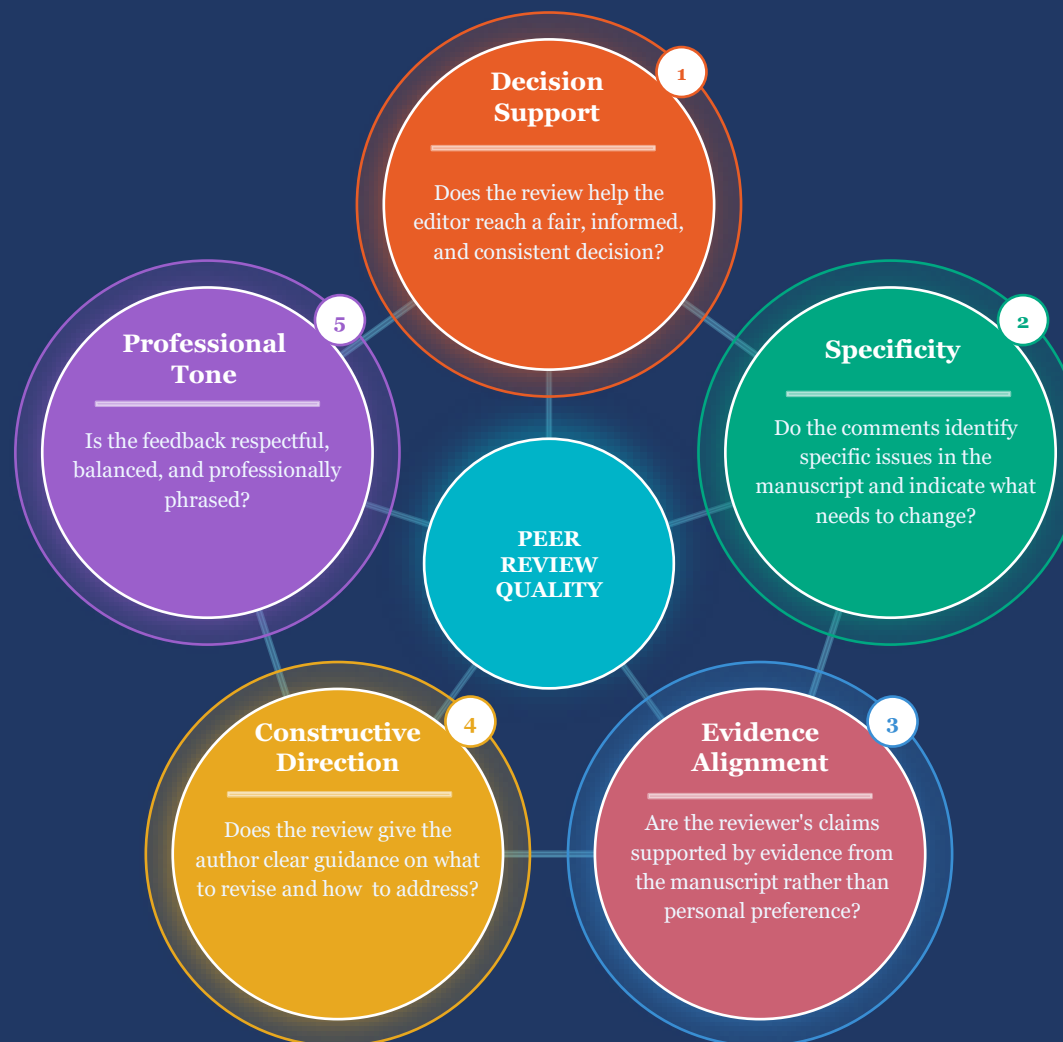 1
Decision
Support
Does the review help the
editor reach a fair, informed,
and consistent decision?
2
Specificity
Do the comments identify
specific issues in the
manuscript and indicate what
needs to change?
3
Evidence
Alignment
Are the reviewer's claims
supported by evidence from
the manuscript rather than
personal preference?
4
Constructive
Direction
Does the review give the
author clear guidance on what
to revise and how to address?
5
Professional
Tone
Is the feedback respectful,
balanced, and professionally
phrased?
PEER
REVIEW
QUALITY